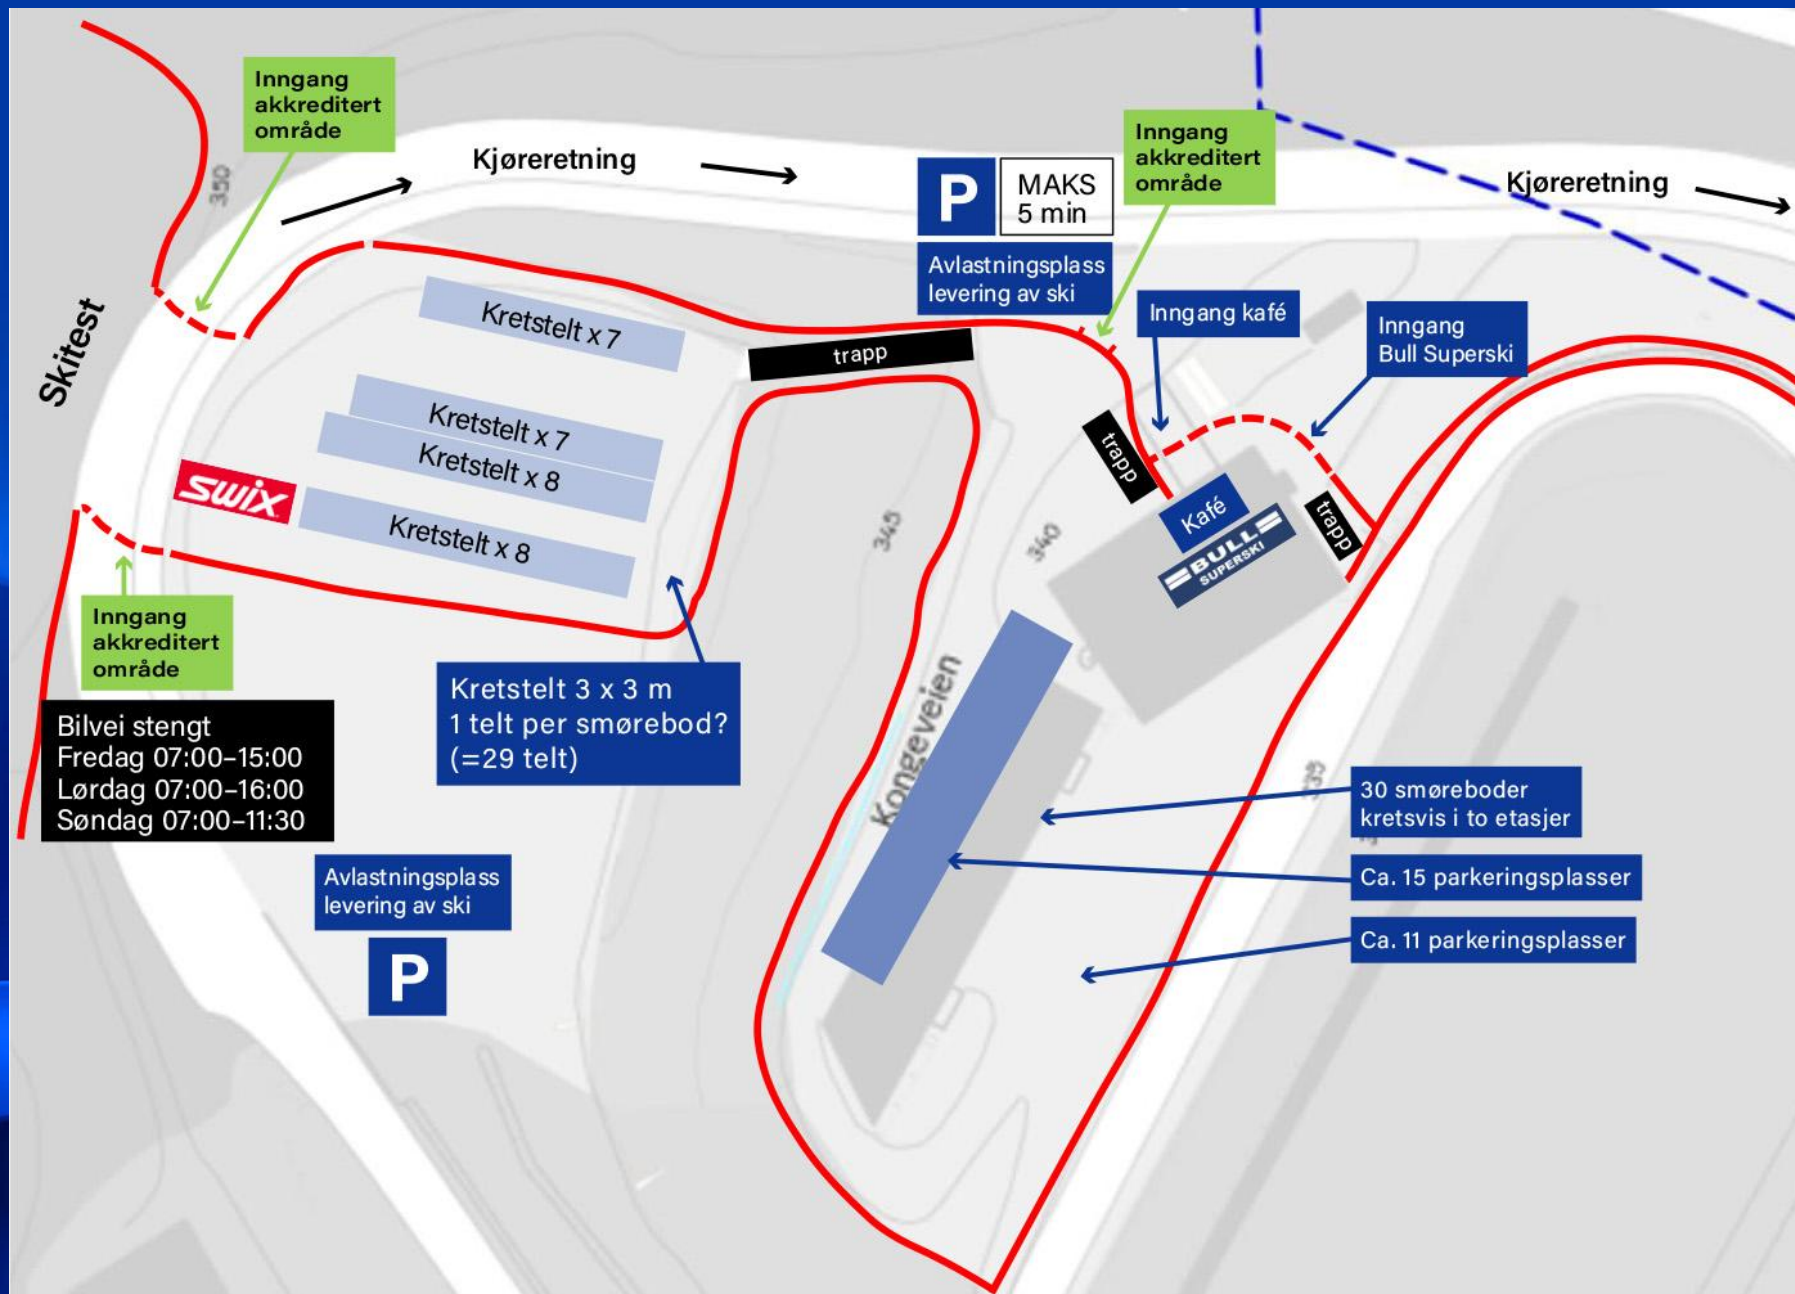 Inngang
akkreditert
område
Kjøreretning
P
MAKS
5 min
Avlastningsplass
levering av ski
Inngang
akkreditert
område
Kjøreretning
350
Skitest
Kretstelt x 7
trapp
Inngang kafé
Inngang
Bull Superski
Kretstelt x 7
Kretstelt x 8
swix
Kretstelt x 8
trapp
Kafé
BULL
SUPERSKI
trapp
345
340
Inngang
akkreditert
område
Bilvei stengt
Fredag 07:00–15:00
Lørdag 07:00–16:00
Søndag 07:00–11:30
Kretstelt 3 x 3 m
1 telt per smørebod?
(=29 telt)
Kongeveien
335
30 smøreboder
kretsvis i to etasjer
Ca. 15 parkeringsplasser
Ca. 11 parkeringsplasser
Avlastningsplass
levering av ski
P